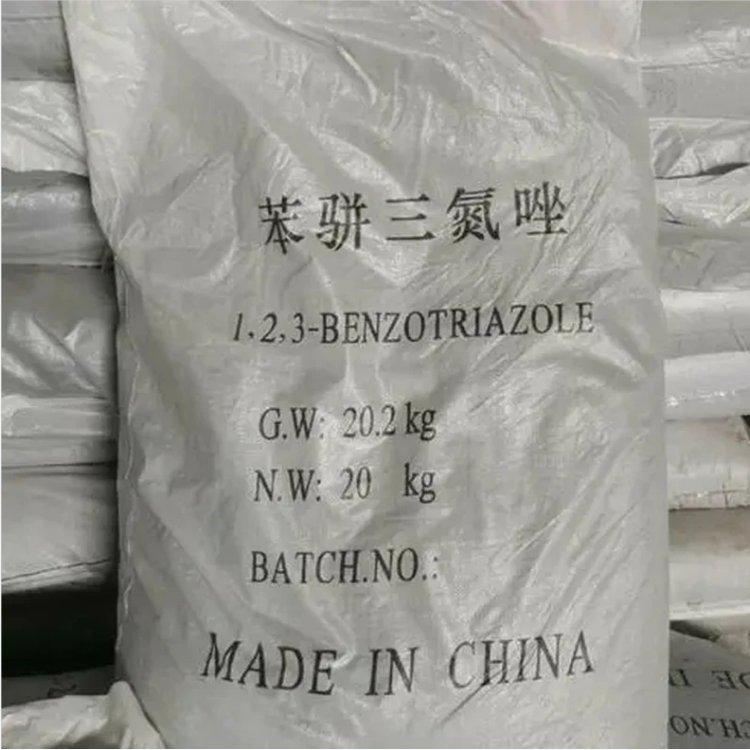 苯骈三氮唑
1,2,3-BENZOTRIAZOLE
G.W: 20.2 kg
N.W: 20 kg
BATCH.NO.:
MADE IN CHINA